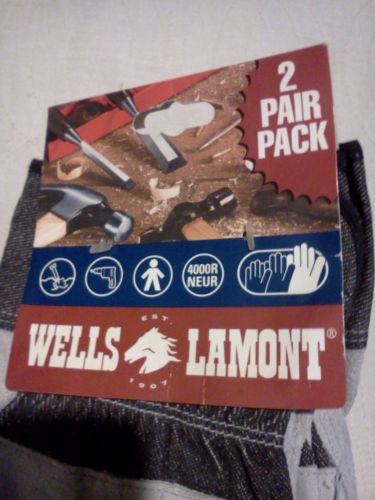 2
PAIR
PACK
4000R
NEUR
EST.
WELLS LAMONT®
1907